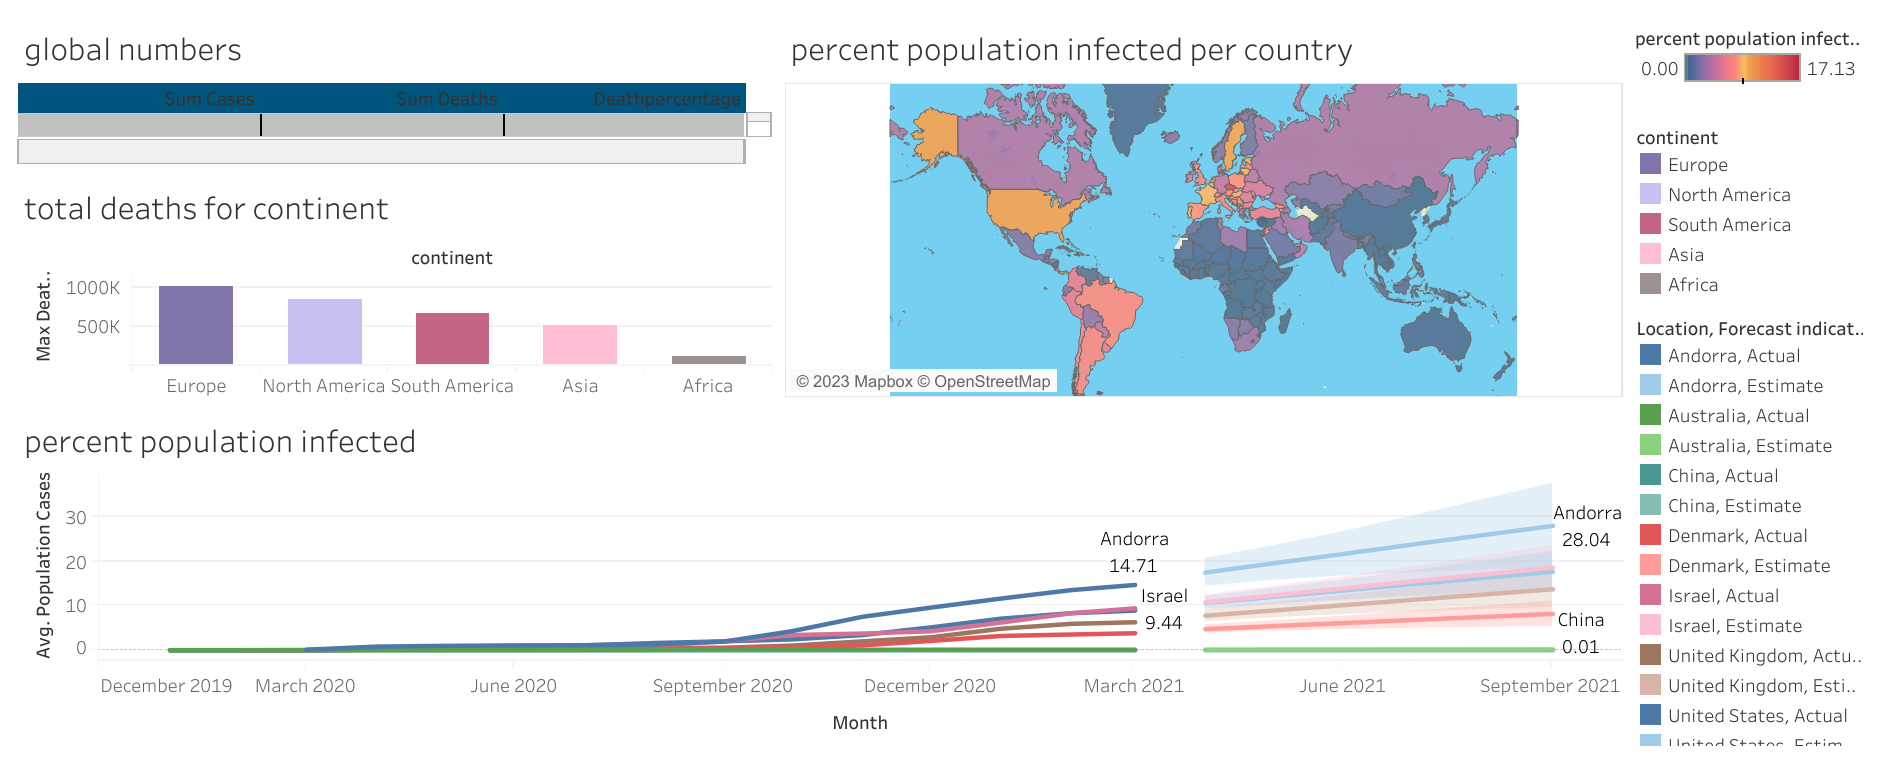 global numbers
Sum Cases Sum Deaths Deathpercentage
total deaths for continent
continent
Max Deat..
1000K
500K
Europe North America South America Asia Africa
percent population infected per country
© 2023 Mapbox © OpenStreetMap
percent population infect..
0.00 17.13
continent
Europe
North America
South America
Asia
Africa
Location, Forecast indicat..
Andorra, Actual
Andorra, Estimate
Australia, Actual
Australia, Estimate
China, Actual
China, Estimate
Denmark, Actual
Denmark, Estimate
Israel, Actual
Israel, Estimate
United Kingdom, Actu..
United Kingdom, Esti..
United States, Actual
United States, Estim
percent population infected
Avg. Population Cases
30
20
10
0
Andorra
14.71
Israel
9.44
Andorra
28.04
China
0.01
December 2019 March 2020 June 2020 September 2020 December 2020 March 2021 June 2021 September 2021
Month